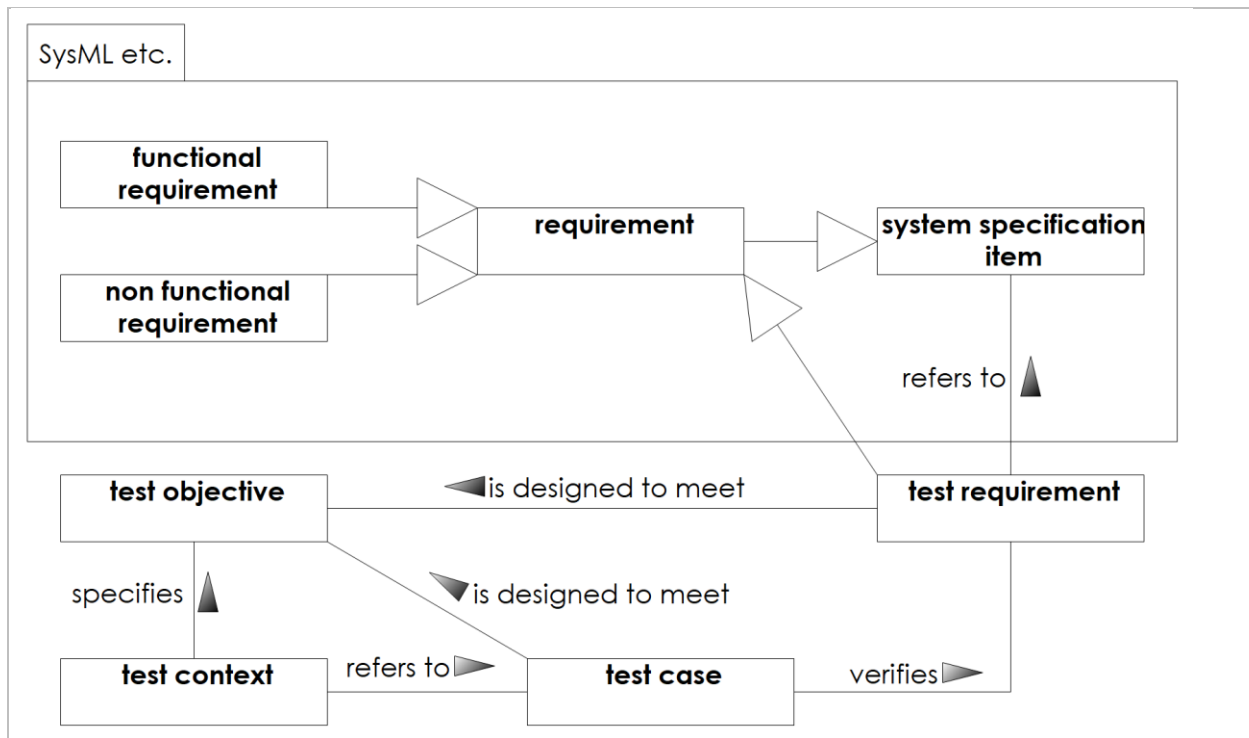 SysML etc.
functional
requirement
requirement
system specification
item
non functional
requirement
refers to
test objective
is designed to meet
test requirement
specifies
is designed to meet
test context
refers to
test case
verifies